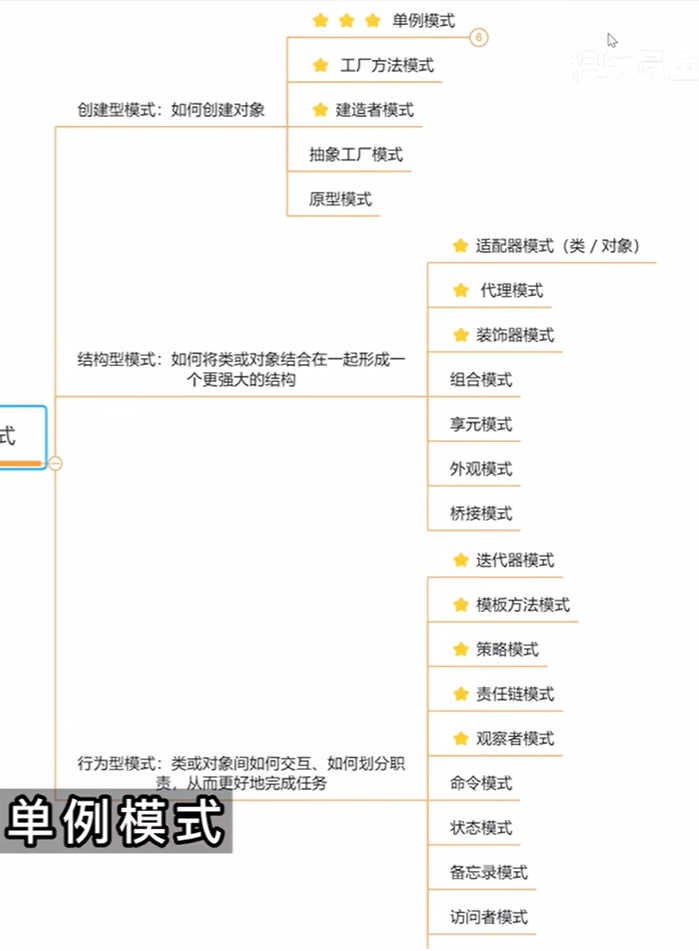 单例模式
6
工厂方法模式
创建型模式：如何创建对象
建造者模式
抽象工厂模式
原型模式
适配器模式（类 / 对象）
代理模式
装饰器模式
结构型模式：如何将类或对象结合在一起形成一
个更强大的结构
组合模式
享元模式
外观模式
桥接模式
式
迭代器模式
模板方法模式
策略模式
责任链模式
观察者模式
行为型模式：类或对象间如何交互、如何划分职
责，从而更好地完成任务
命令模式
状态模式
备忘录模式
访问者模式
单例模式